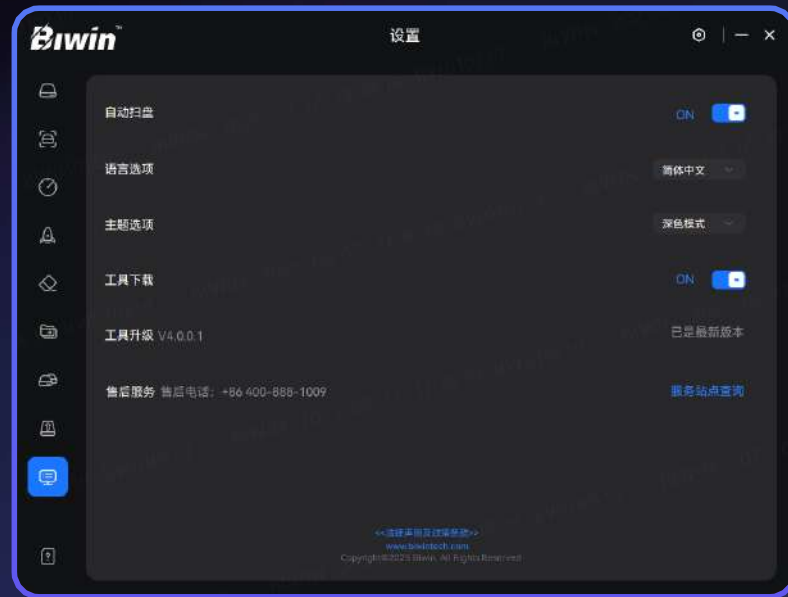 Biwin™
设置
自动扫盘
ON
语言选项
简体中文
主题选项
深色模式
工具下载
ON
工具升级 V4.0.0.1
已是最新版本
售后服务 售后电话：+86 400-888-1009
服务站点查询
www.biwintech.com
Copyright©2025 Biwin. All Rights Reserved